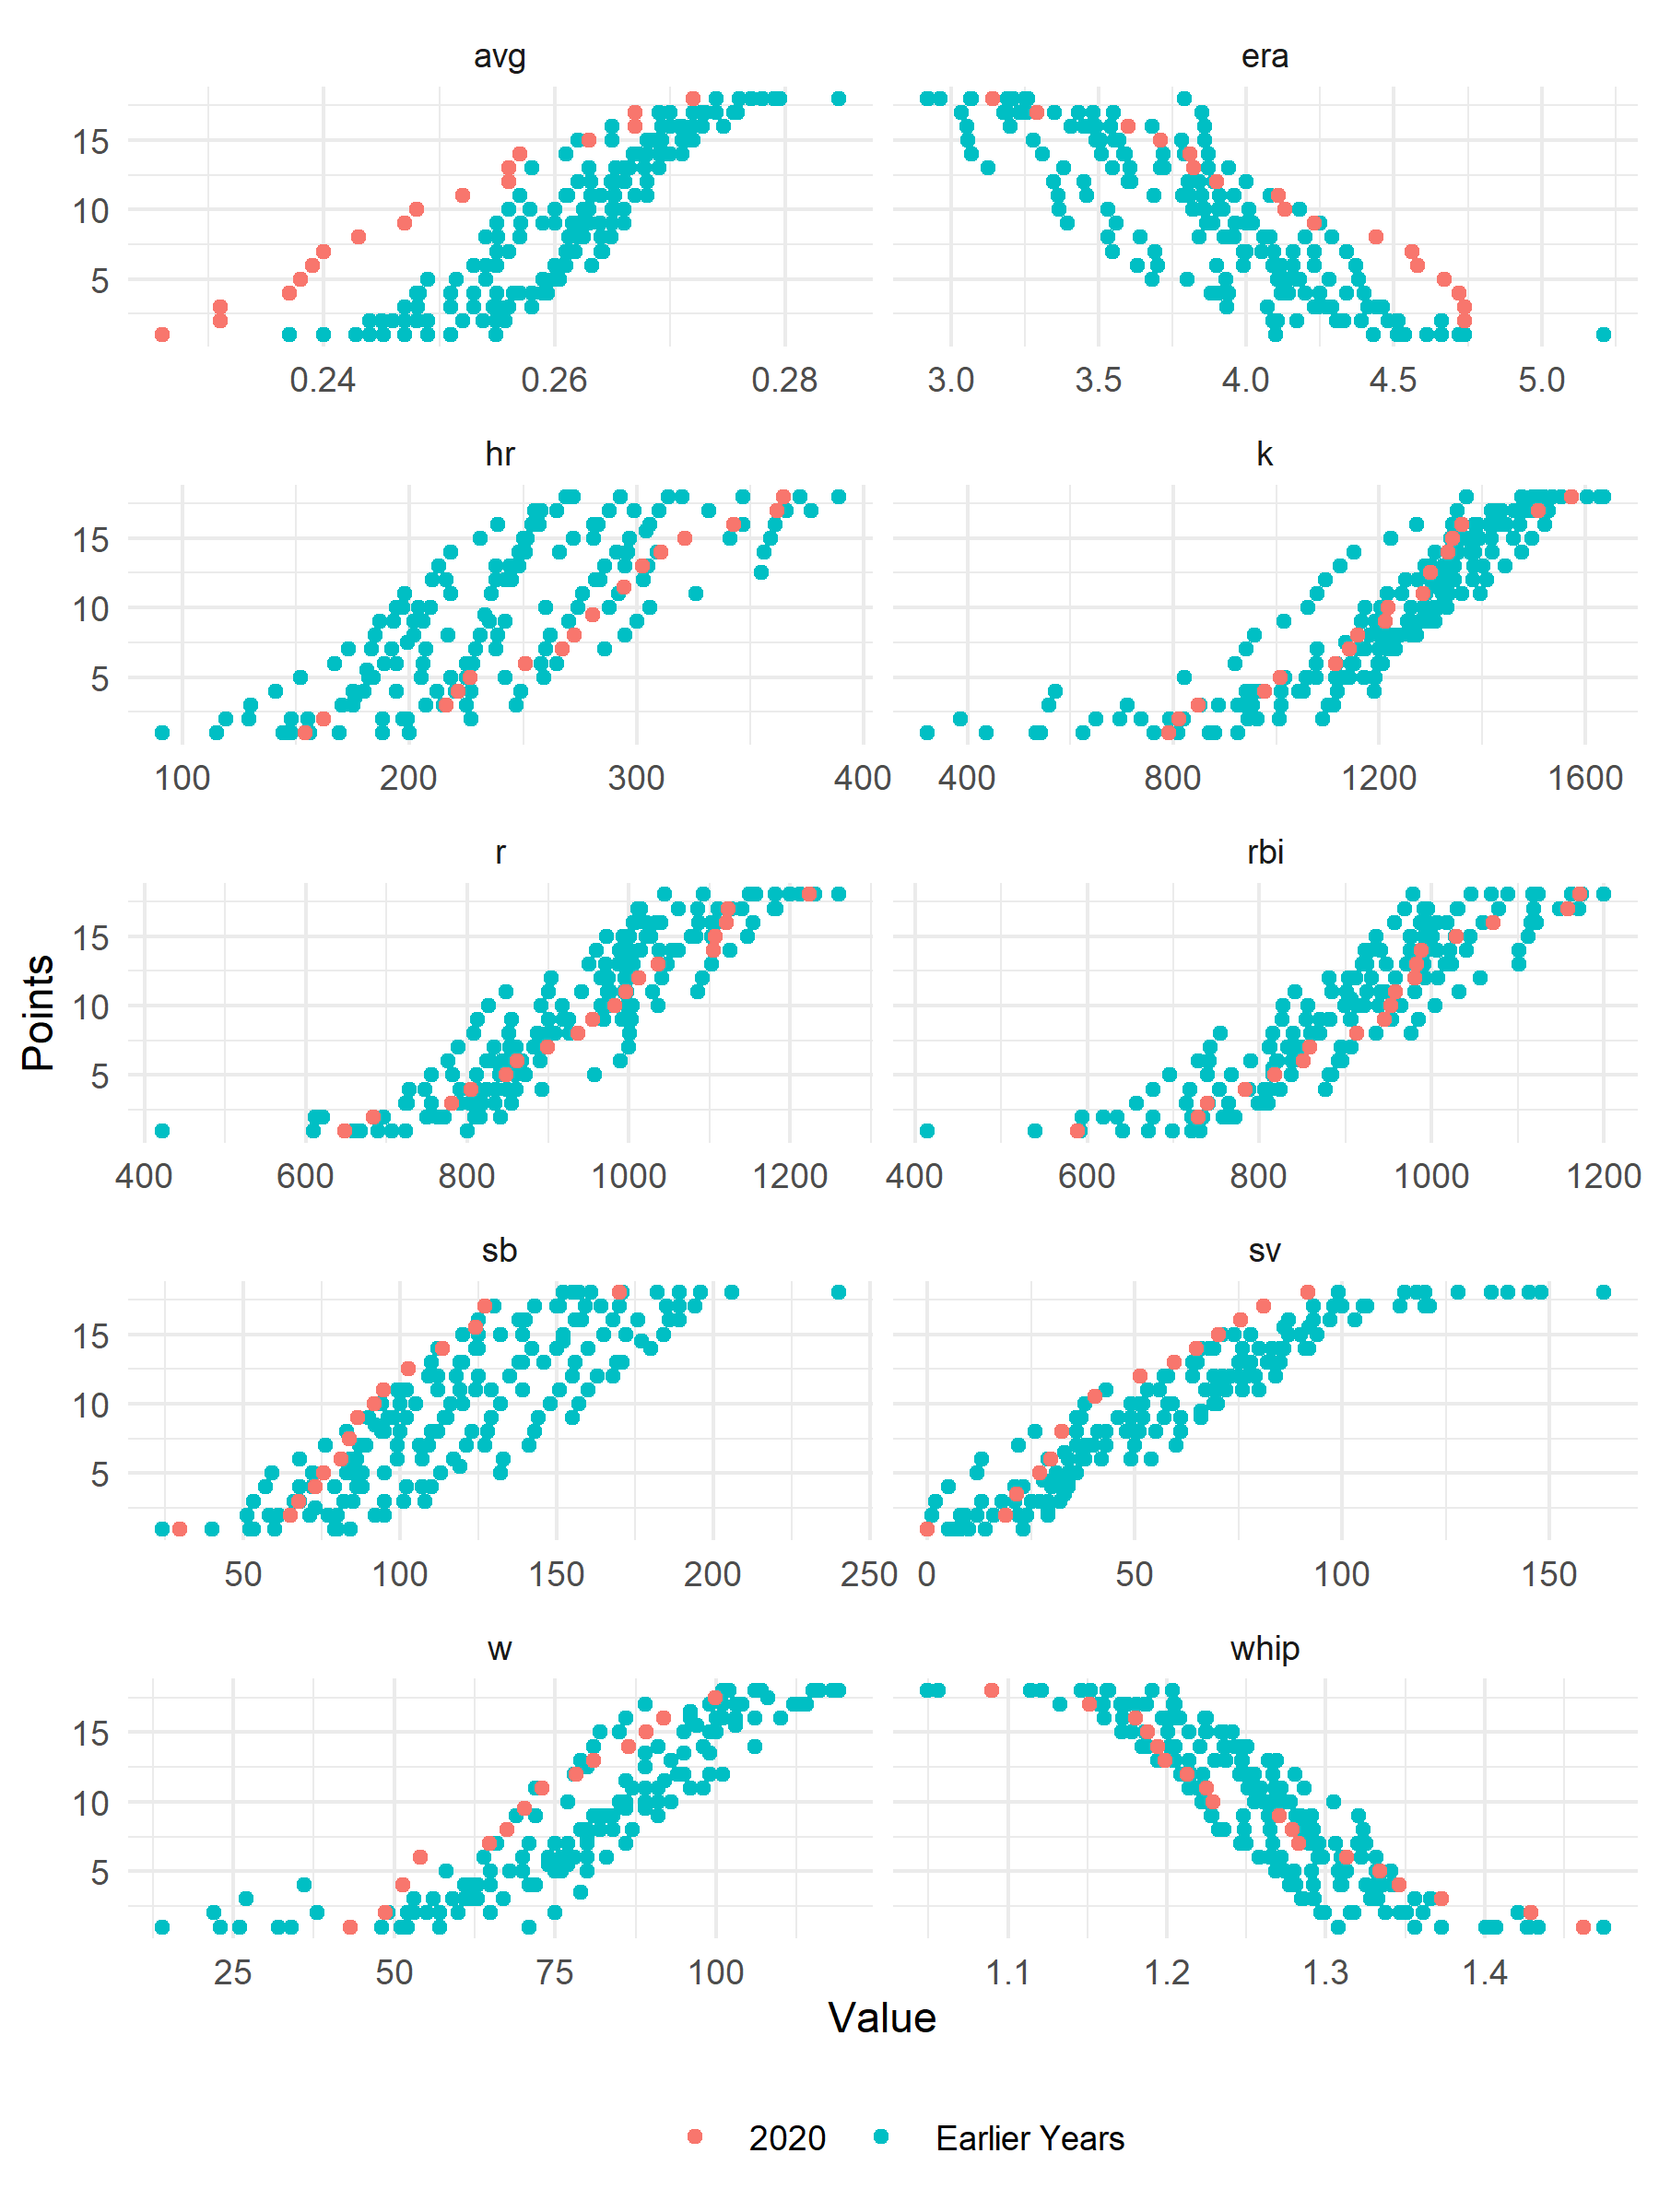 avg era
15
10
5
0.24 0.26 0.28 3.0 3.5 4.0 4.5 5.0
hr k
15
10
5
100 200 300 400 400 800 1200 1600
r rbi
15
10
5
400 600 800 1000 1200 400 600 800 1000 1200
Points
sb sv
15
10
5
50 100 150 200 250 0 50 100 150
w whip
15
10
5
25 50 75 100 1.1 1.2 1.3 1.4
Value
2020 Earlier Years